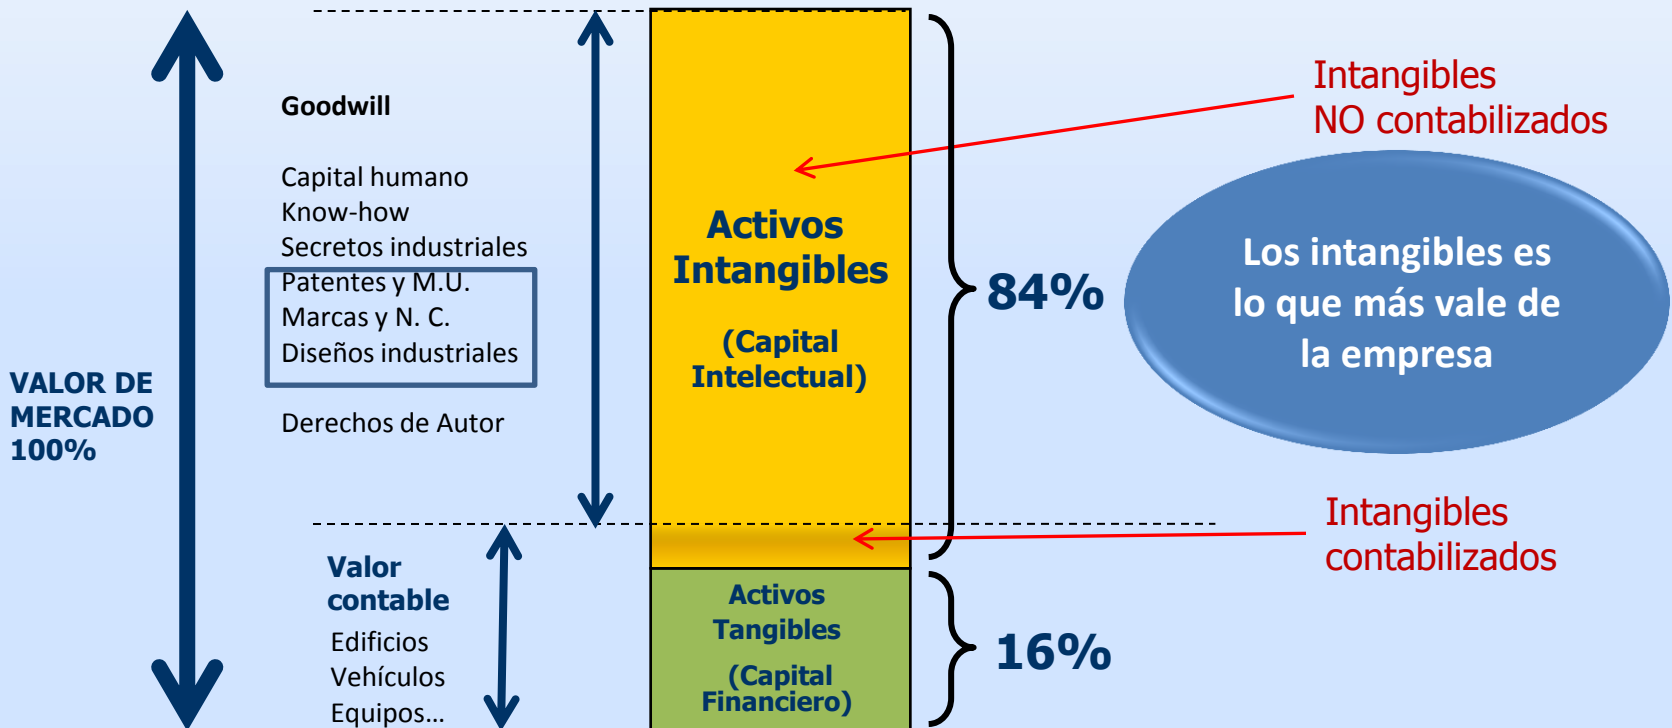 VALOR DE
MERCADO
100%
Goodwill
Capital humano
Know-how
Secretos industriales
Patentes y M.U.
Marcas y N. C.
Diseños industriales
Derechos de Autor
Valor
contable
Edificios
Vehículos
Equipos...
Activos
Intangibles
(Capital
Intelectual)
Activos
Tangibles
(Capital
Financiero)
84%
16%
Intangibles
NO contabilizados
Los intangibles es
lo que más vale de
la empresa
Intangibles
contabilizados